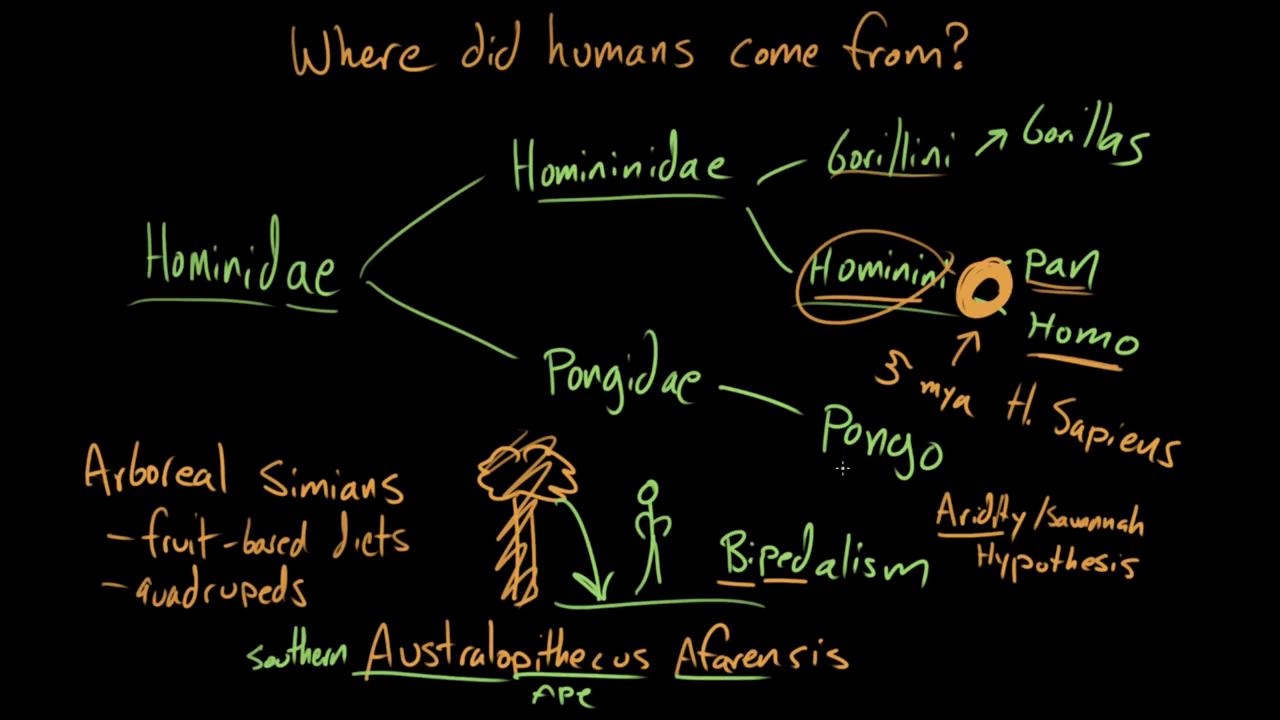 Where did humans come from?
Gorillini → Gorillas
Homininidae
Hominidae
Hominini
Pan
Homo
5 mya
H. Sapiens
Pongidae
Pongo
Arboreal Simians
- fruit-based diets
- quadrupeds
Bipedalism
Aridity/Savannah
Hypothesis
Southern Australopithecus Afarensis
APE